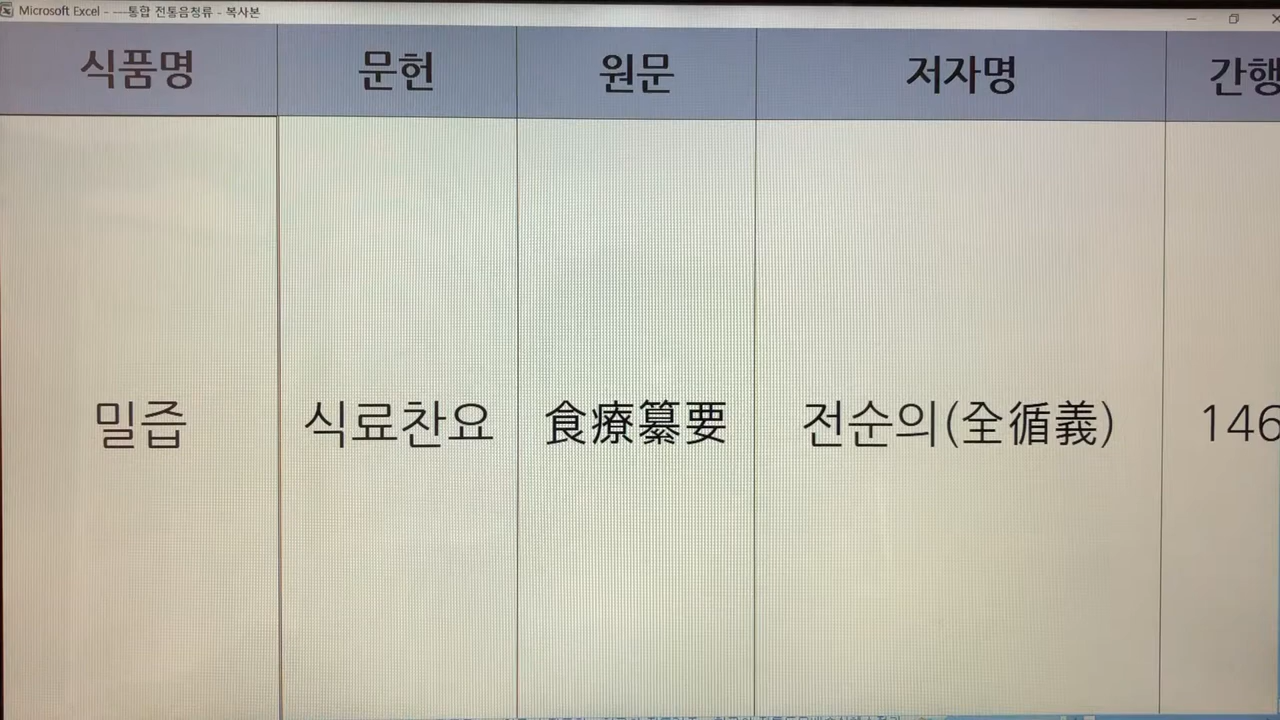 Microsoft Excel - ----통합 전통음청류 - 복사본
식품명 문헌 원문 저자명 간행
밀즙 식료찬요 食療纂要 전순의(全循義) 146